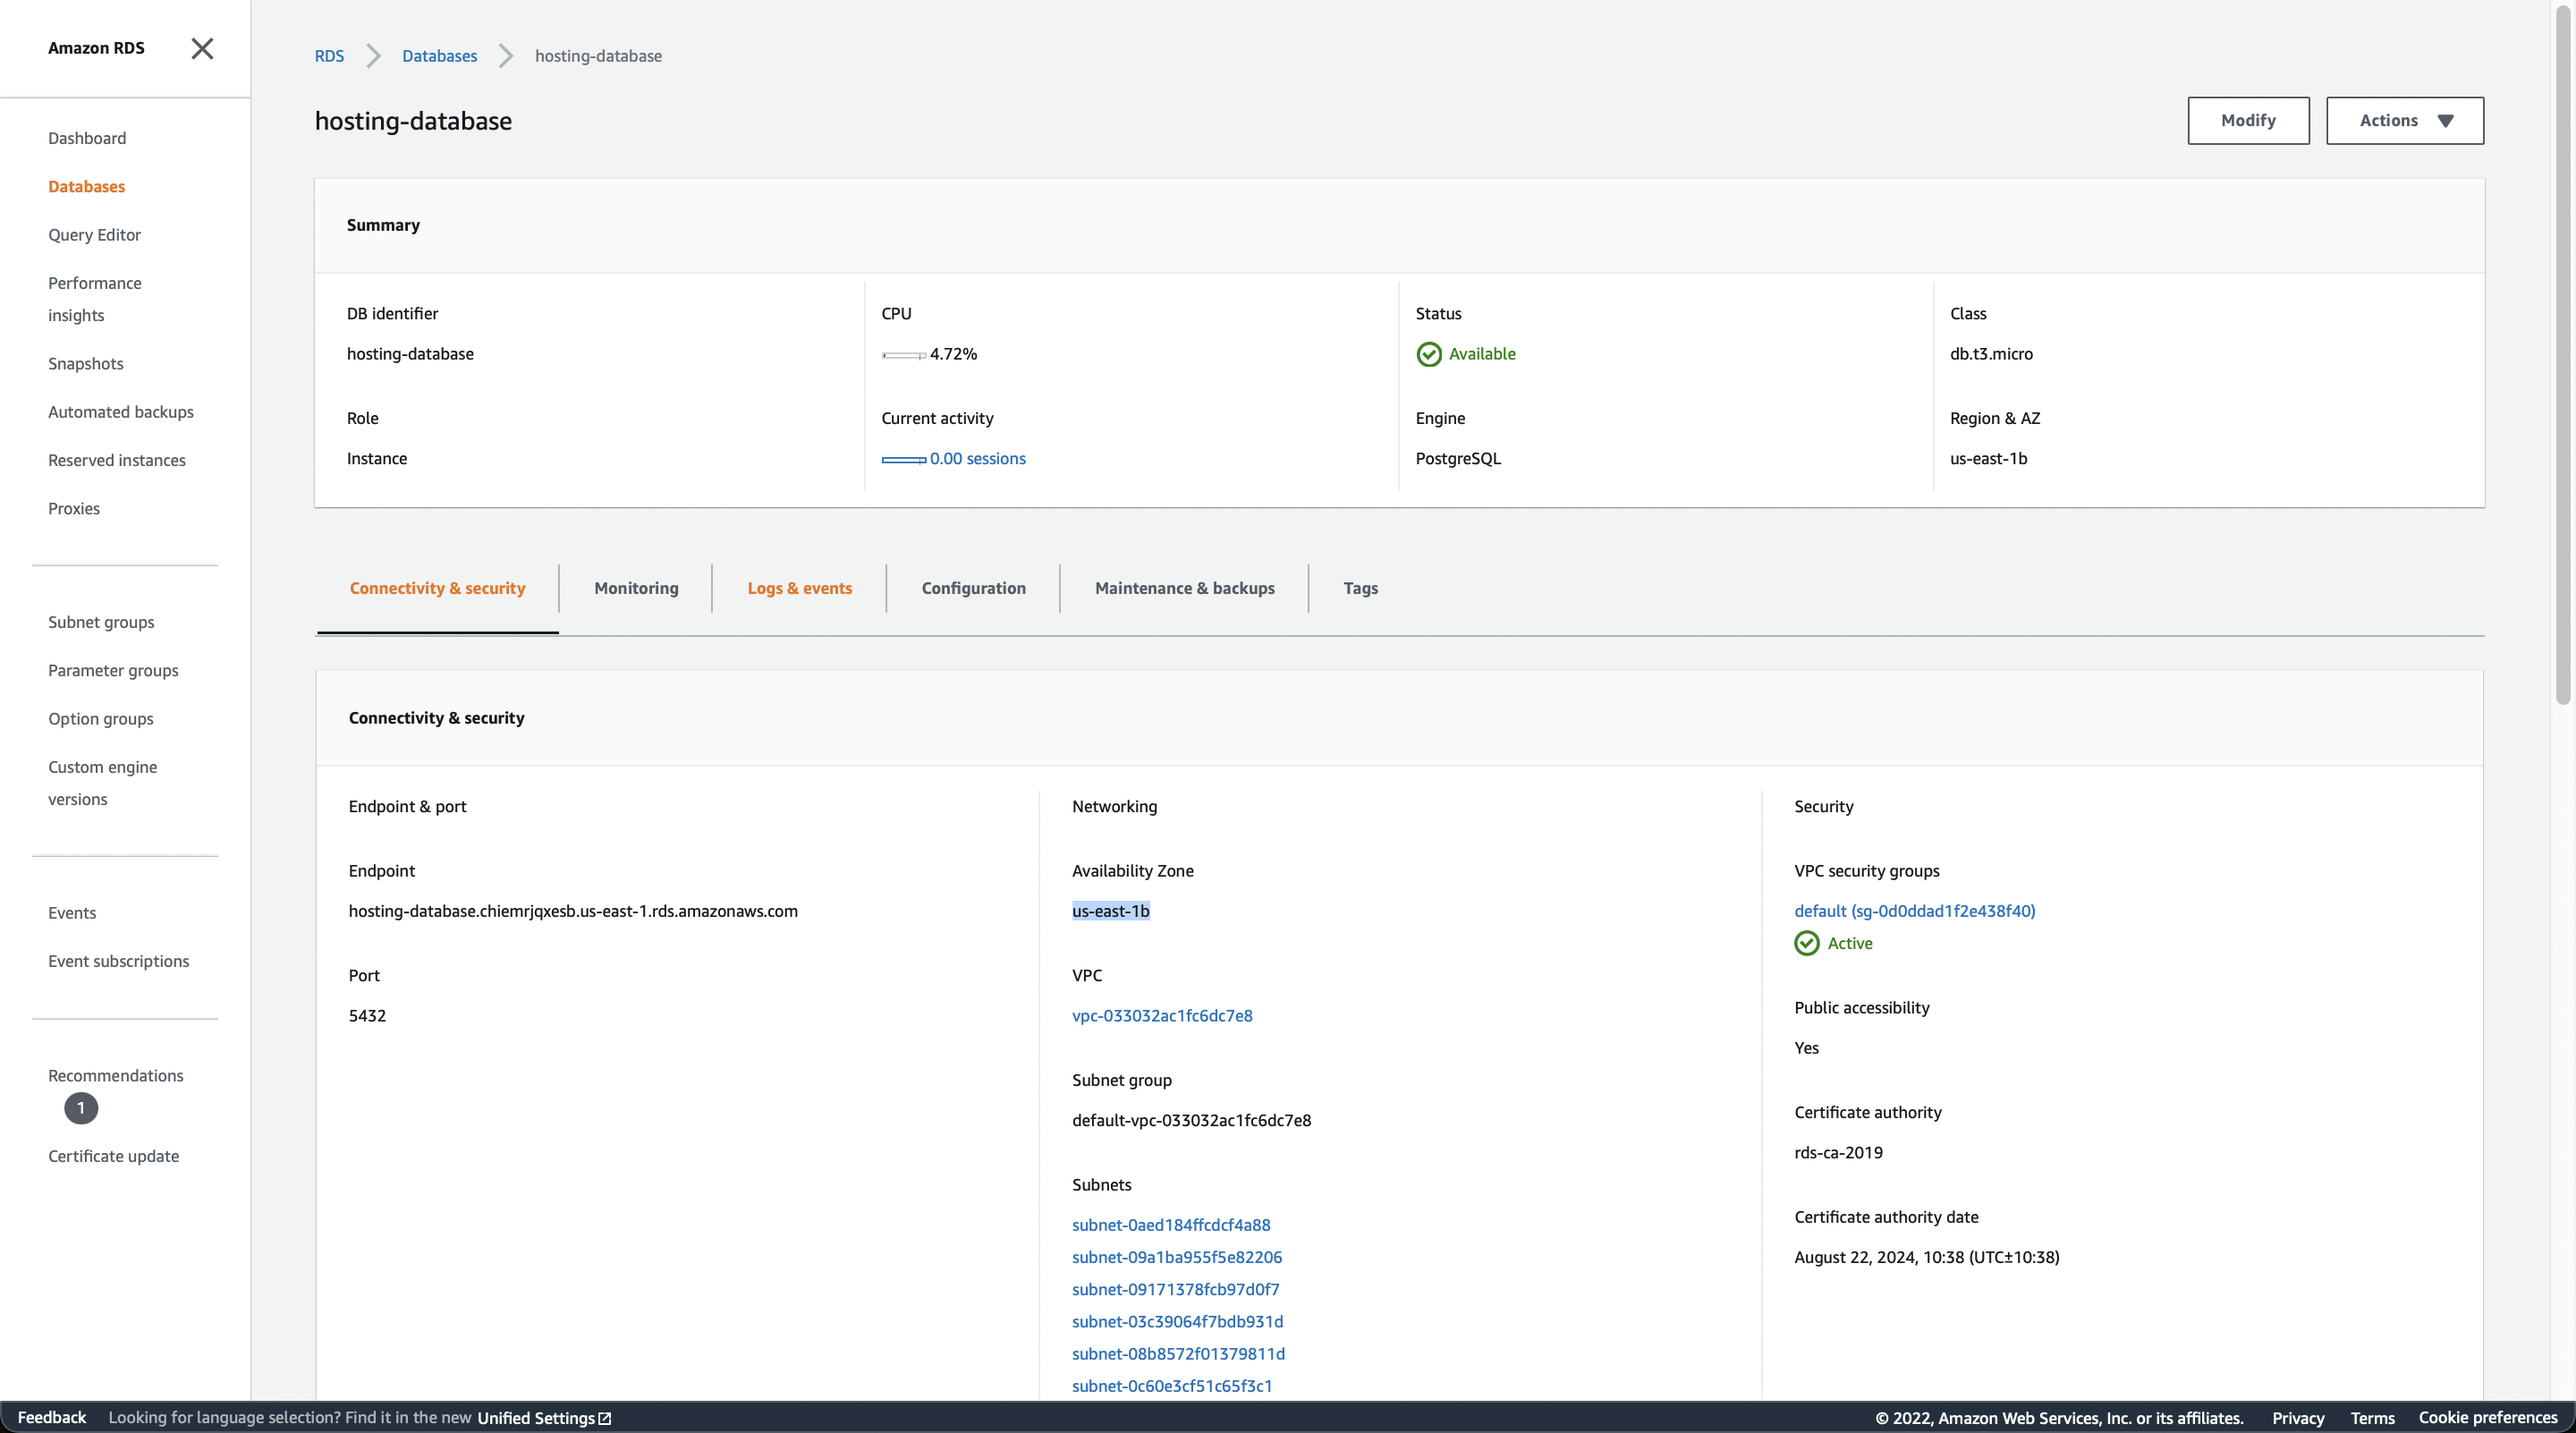 Amazon RDS
Dashboard
Databases
Query Editor
Performance
insights
Snapshots
Automated backups
Reserved instances
Proxies
Subnet groups
Parameter groups
Option groups
Custom engine
versions
Events
Event subscriptions
Recommendations
1
Certificate update
RDS
Databases
hosting-database
hosting-database
Modify
Actions
Summary
DB identifier
hosting-database
CPU
4.72%
Status
Available
Class
db.t3.micro
Role
Instance
Current activity
0.00 sessions
Engine
PostgreSQL
Region & AZ
us-east-1b
Connectivity & security
Monitoring
Logs & events
Configuration
Maintenance & backups
Tags
Connectivity & security
Endpoint & port
Endpoint
hosting-database.chiemrjqxesb.us-east-1.rds.amazonaws.com
Port
5432
Networking
Availability Zone
us-east-1b
VPC
vpc-033032ac1fc6dc7e8
Subnet group
default-vpc-033032ac1fc6dc7e8
Subnets
subnet-0aed184ffcdcf4a88
subnet-09a1ba955f5e82206
subnet-09171378fcb97d0f7
subnet-03c39064f7bdb931d
subnet-08b8572f01379811d
subnet-0c60e3cf51c65f3c1
Security
VPC security groups
default (sg-0d0ddad1f2e438f40)
Active
Public accessibility
Yes
Certificate authority
rds-ca-2019
Certificate authority date
August 22, 2024, 10:38 (UTC±10:38)
Feedback
Looking for language selection? Find it in the new Unified Settings
© 2022, Amazon Web Services, Inc. or its affiliates.
Privacy
Terms
Cookie preferences